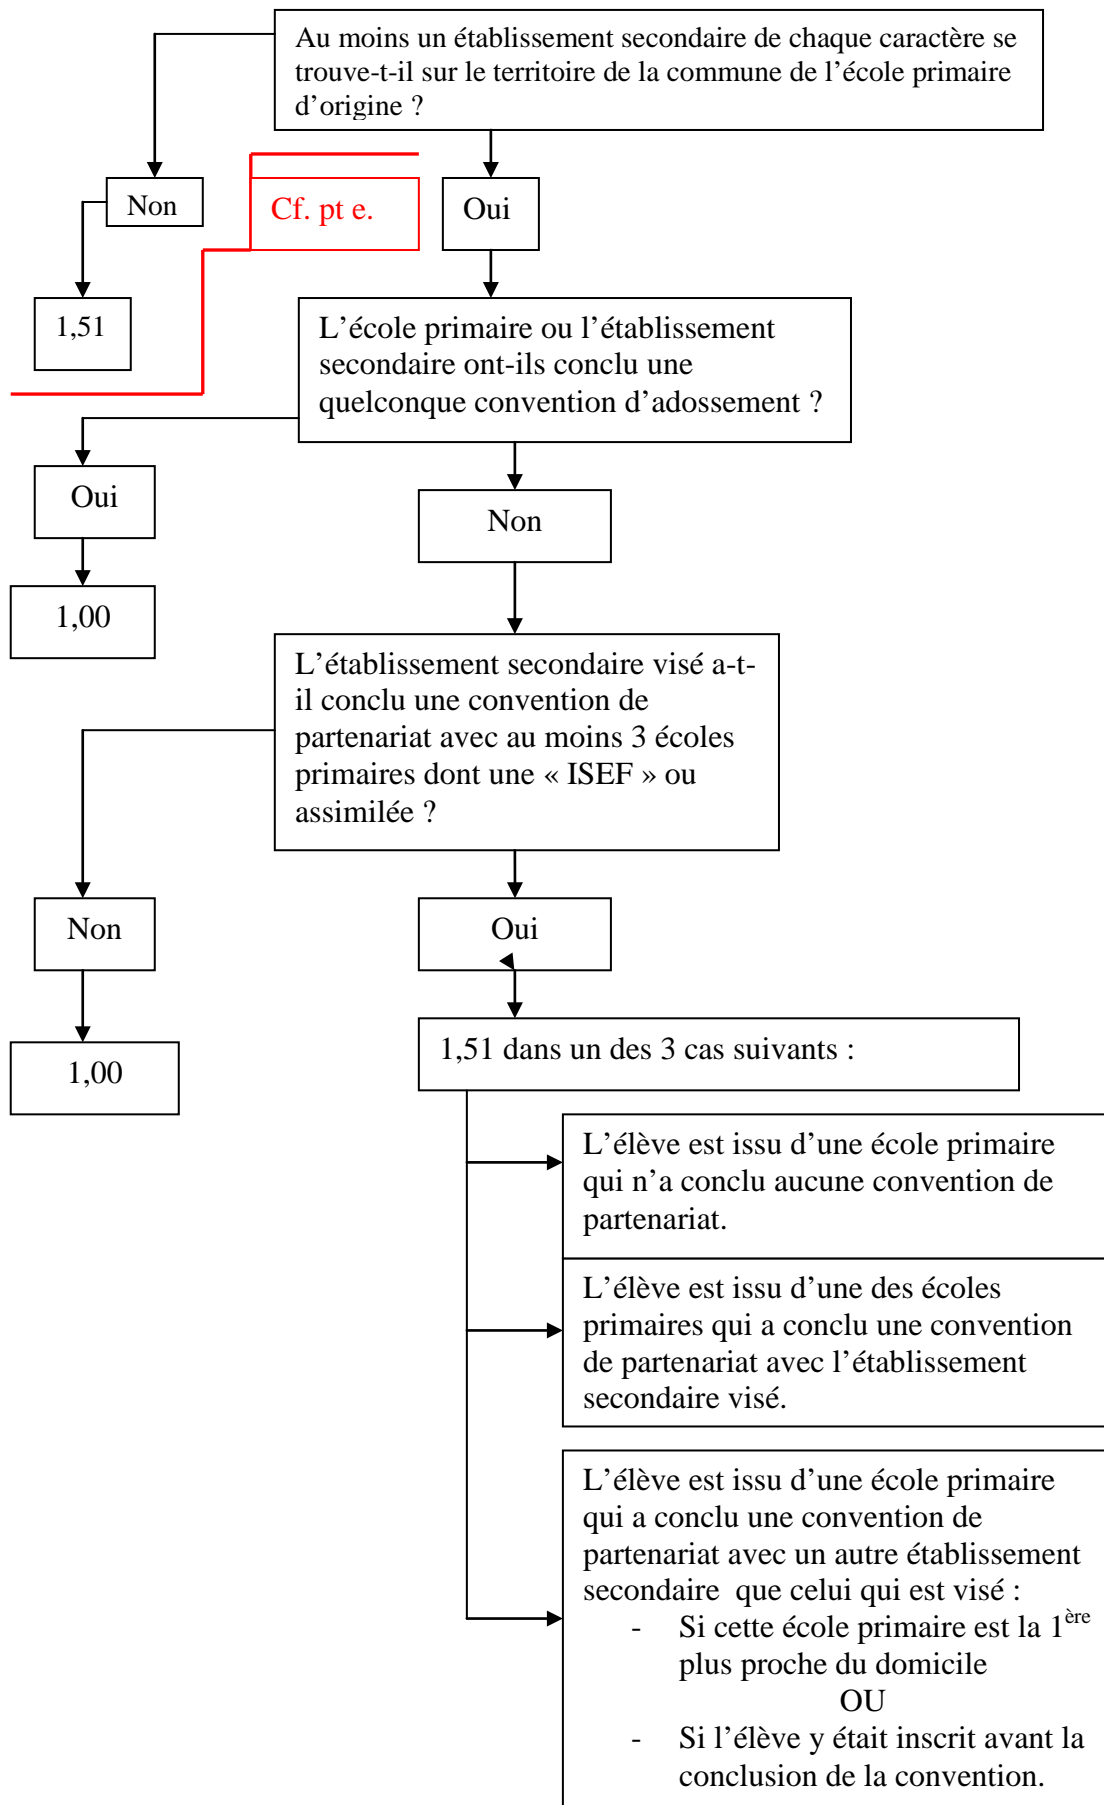 Au moins un établissement secondaire de chaque caractère se
trouve-t-il sur le territoire de la commune de l’école primaire
d’origine ?
Non
Cf. pt e.
Oui
1,51
L’école primaire ou l’établissement
secondaire ont-ils conclu une
quelconque convention d’adossement ?
Oui
Non
1,00
L’établissement secondaire visé a-t-
il conclu une convention de
partenariat avec au moins 3 écoles
primaires dont une « ISEF » ou
assimilée ?
Non
Oui
1,00
1,51 dans un des 3 cas suivants :
L’élève est issu d’une école primaire
qui n’a conclu aucune convention de
partenariat.
L’élève est issu d’une des écoles
primaires qui a conclu une convention
de partenariat avec l’établissement
secondaire visé.
L’élève est issu d’une école primaire
qui a conclu une convention de
partenariat avec un autre établissement
secondaire que celui qui est visé :
- Si cette école primaire est la 1ère
plus proche du domicile
OU
- Si l’élève y était inscrit avant la
conclusion de la convention.